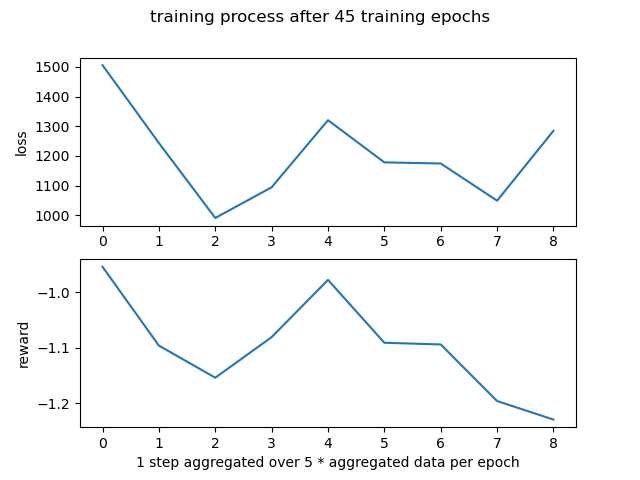 training process after 45 training epochs
1500
1400
1300
1200
1100
1000
loss
0 1 2 3 4 5 6 7 8
−1.0
−1.1
−1.2
reward
0 1 2 3 4 5 6 7 8
1 step aggregated over 5 * aggregated data per epoch